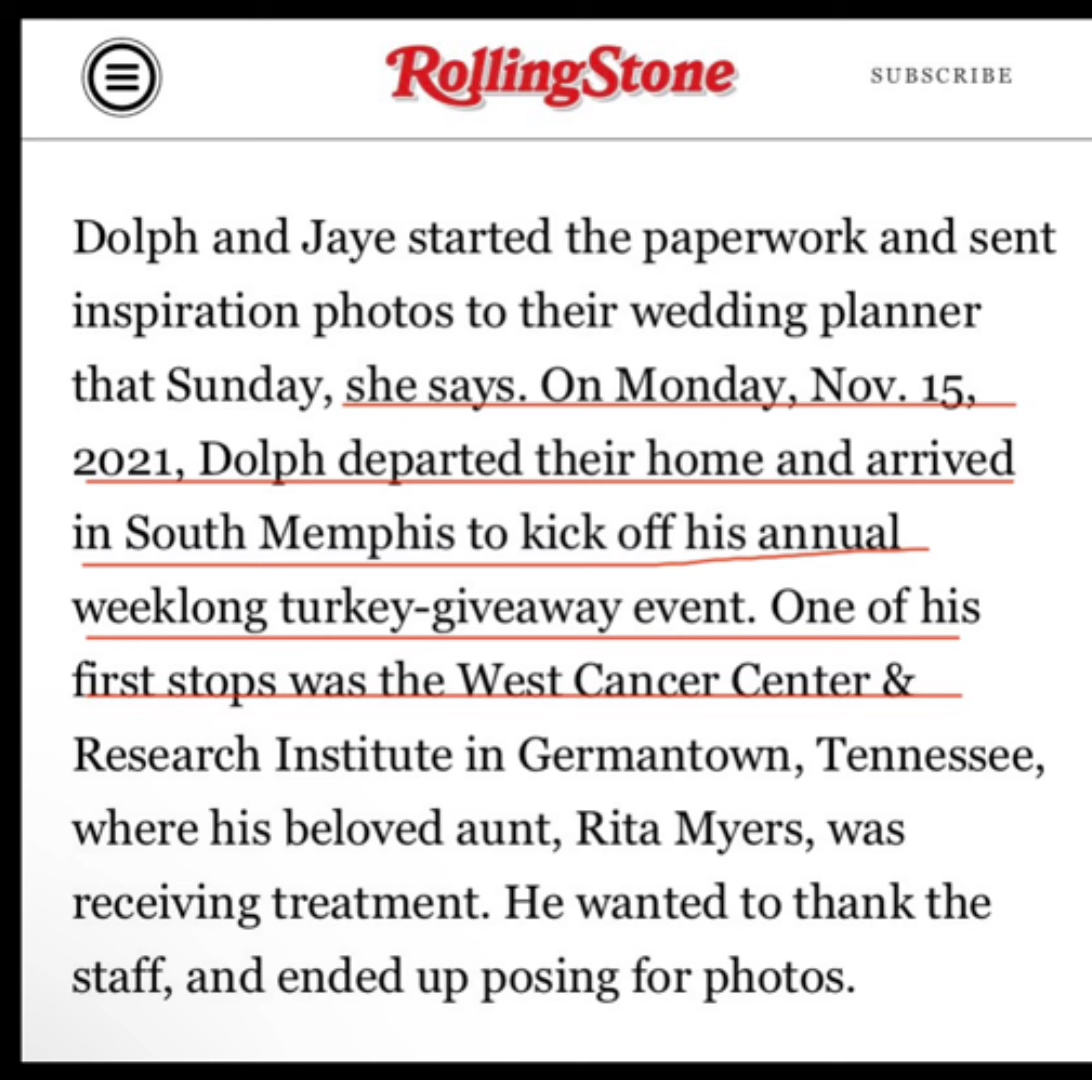 RollingStone
SUBSCRIBE
Dolph and Jaye started the paperwork and sent
inspiration photos to their wedding planner
that Sunday, she says. On Monday, Nov. 15,
2021, Dolph departed their home and arrived
in South Memphis to kick off his annual
weeklong turkey-giveaway event. One of his
first stops was the West Cancer Center &
Research Institute in Germantown, Tennessee,
where his beloved aunt, Rita Myers, was
receiving treatment. He wanted to thank the
staff, and ended up posing for photos.